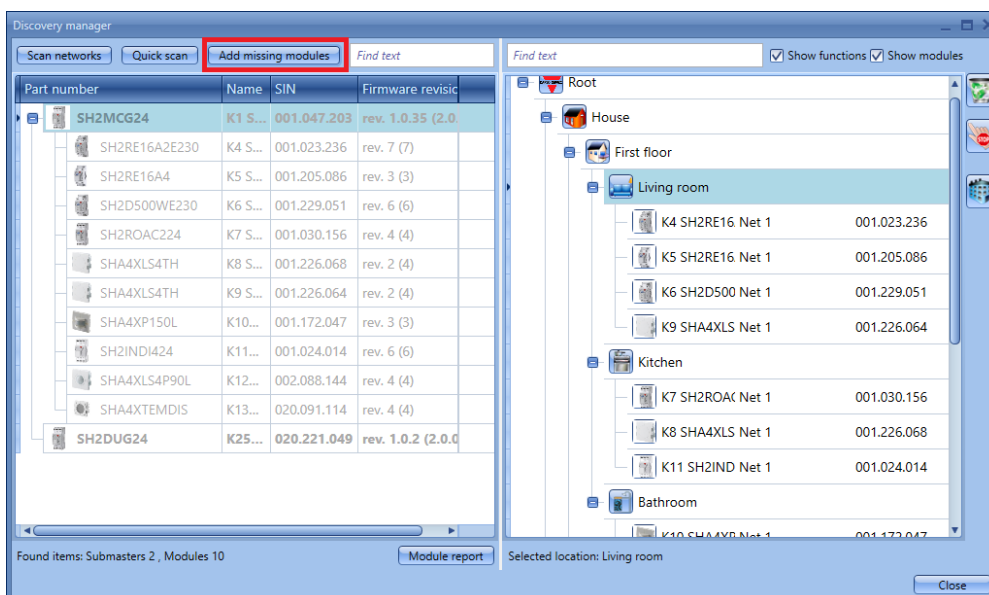 Discovery manager
Scan networks Quick scan Add missing modules Find text
Part number Name SIN Firmware revisic
SH2MCG24 K1 S... 001.047.203 rev. 1.0.35 (2.0.
SH2RE16A2E230 K4 S... 001.023.236 rev. 7 (7)
SH2RE16A4 K5 S... 001.205.086 rev. 3 (3)
SH2D500WE230 K6 S... 001.229.051 rev. 6 (6)
SH2ROAC224 K7 S... 001.030.156 rev. 4 (4)
SHA4XLS4TH K8 S... 001.226.068 rev. 2 (4)
SHA4XLS4TH K9 S... 001.226.064 rev. 2 (4)
SHA4XP150L K10... 001.172.047 rev. 3 (3)
SH2INDI424 K11... 001.024.014 rev. 6 (6)
SHA4XLS4P90L K12... 002.088.144 rev. 4 (4)
SHA4XTEMDIS K13... 020.091.114 rev. 4 (4)
SH2DUG24 K25... 020.221.049 rev. 1.0.2 (2.0.0
Found items: Submasters 2 , Modules 10 Module report
Find text Show functions Show modules
Root
House
First floor
Living room
K4 SH2RE16 Net 1 001.023.236
K5 SH2RE16 Net 1 001.205.086
K6 SH2D500 Net 1 001.229.051
K9 SHA4XLS Net 1 001.226.064
Kitchen
K7 SH2ROA( Net 1 001.030.156
K8 SHA4XLS Net 1 001.226.068
K11 SH2IND Net 1 001.024.014
Bathroom
K10 SHA4XP Net 1 001.172.047
Selected location: Living room
Close